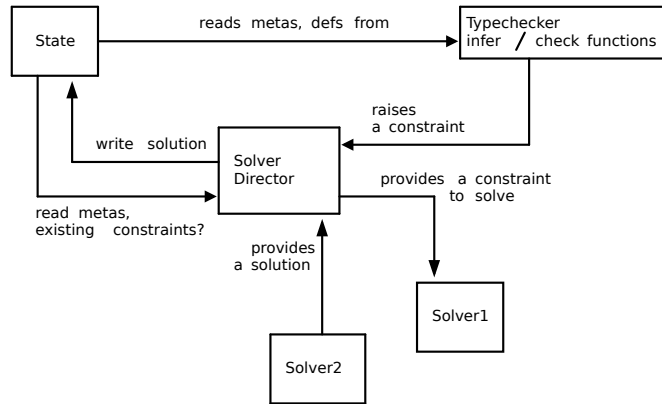 reads metas, defs from
State
Typechecker
infer / check functions
raises
a constraint
write solution
Solver
Director
provides a constraint
to solve
read metas,
existing constraints?
provides
a solution
Solver1
Solver2